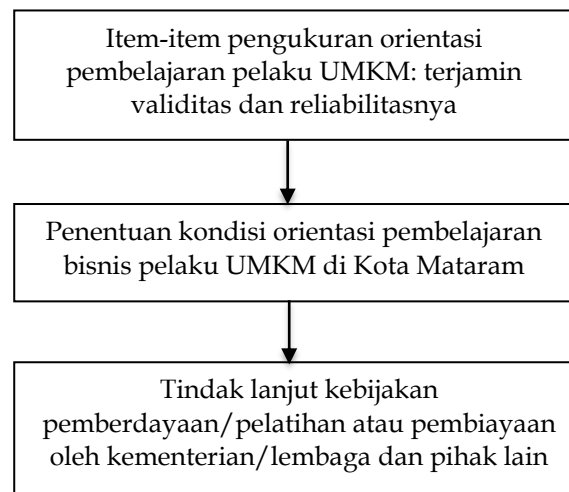 Item-item pengukuran orientasi
pembelajaran pelaku UMKM: terjamin
validitas dan reliabilitasnya
Penentuan kondisi orientasi pembelajaran
bisnis pelaku UMKM di Kota Mataram
Tindak lanjut kebijakan
pemberdayaan/pelatihan atau pembiayaan
oleh kementerian/lembaga dan pihak lain